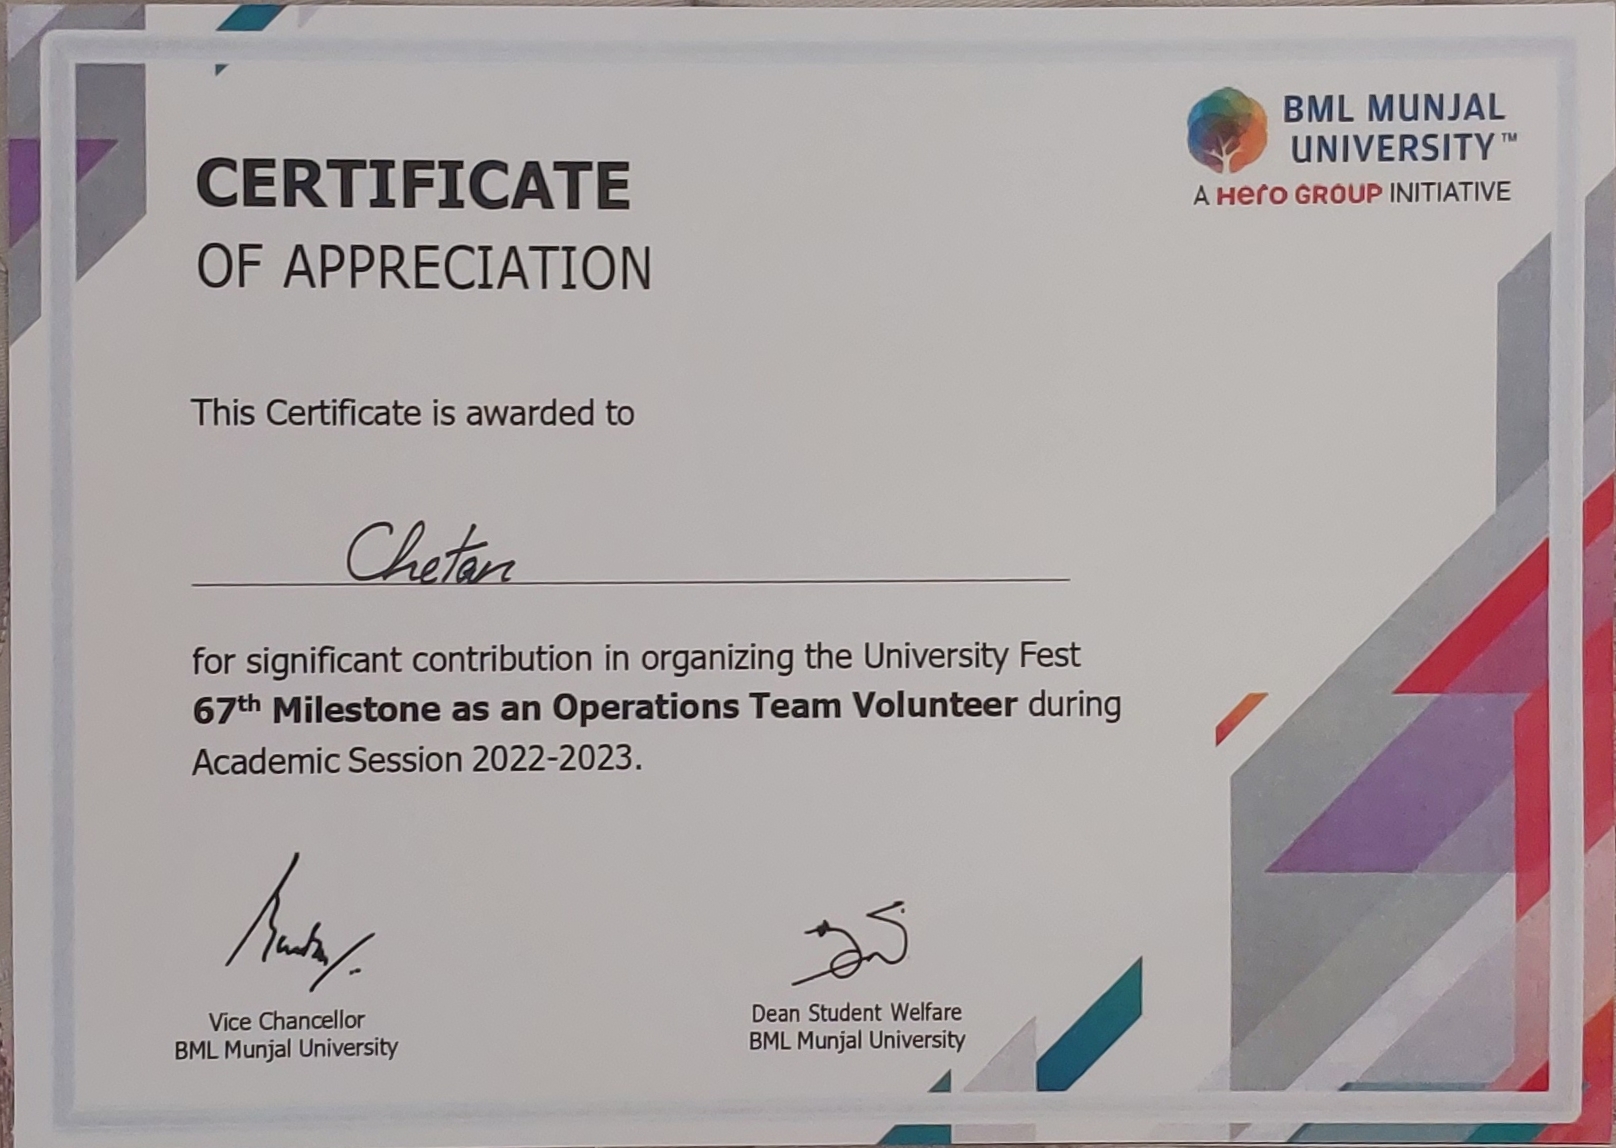 BML MUNJAL
UNIVERSITY™
A Hero GROUP INITIATIVE
CERTIFICATE
OF APPRECIATION
This Certificate is awarded to
Chetan
for significant contribution in organizing the University Fest
67th Milestone as an Operations Team Volunteer during
Academic Session 2022-2023.
Vice Chancellor
BML Munjal University
Dean Student Welfare
BML Munjal University